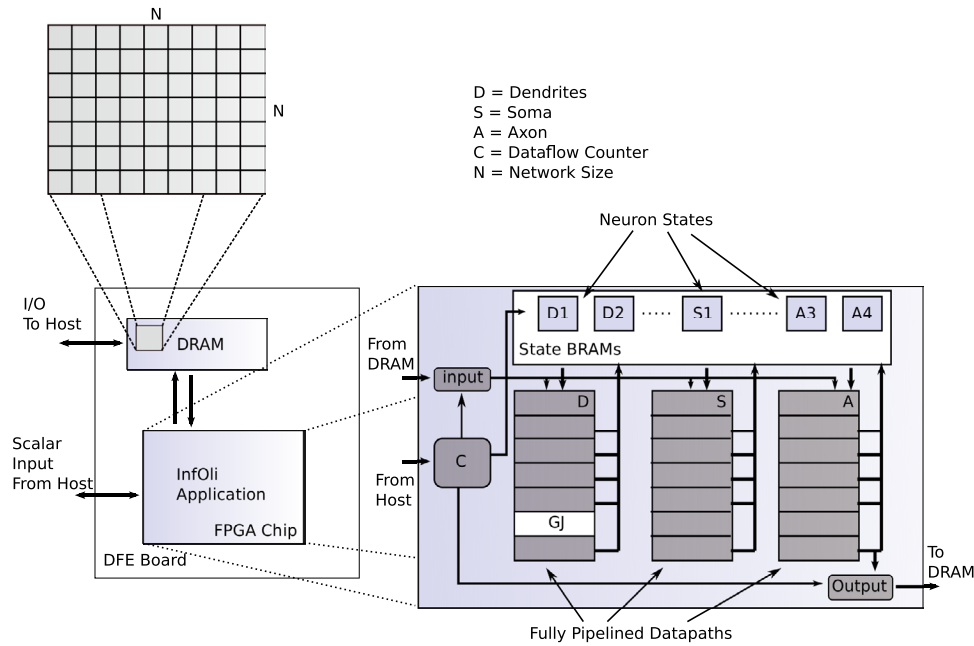 N
N
D = Dendrites
S = Soma
A = Axon
C = Dataflow Counter
N = Network Size
Neuron States
I/O
To Host
DRAM
Scalar
Input
From Host
InfOli
Application
FPGA Chip
DFE Board
From
DRAM
input
C
From
Host
D1 D2 ...... S1 ........ A3 A4
State BRAMs
D S A
GJ
Output
To
DRAM
Fully Pipelined Datapaths